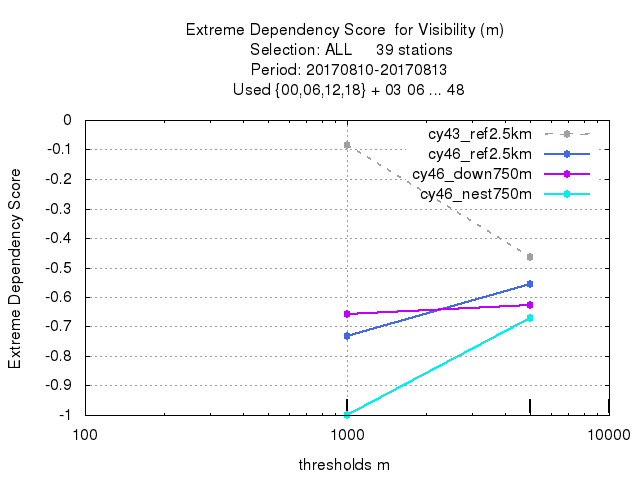 Extreme Dependency Score  for Visibility (m)
Selection: ALL     39 stations
Period: 20170810-20170813
Used {00,06,12,18} + 03 06 ... 48
cy43_ref2.5km
cy46_ref2.5km
cy46_down750m
cy46_nest750m
Extreme Dependency Score
0
-0.1
-0.2
-0.3
-0.4
-0.5
-0.6
-0.7
-0.8
-0.9
-1
100 1000 10000
thresholds m